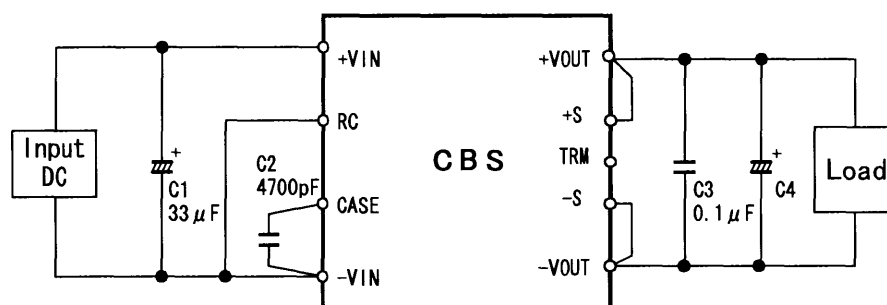 Input
DC
+
C1
33μF
C2
4700pF
+VIN
RC
CASE
-VIN
CBS
+VOUT
+S
TRM
-S
-VOUT
C3
0.1μF
+
C4
Load